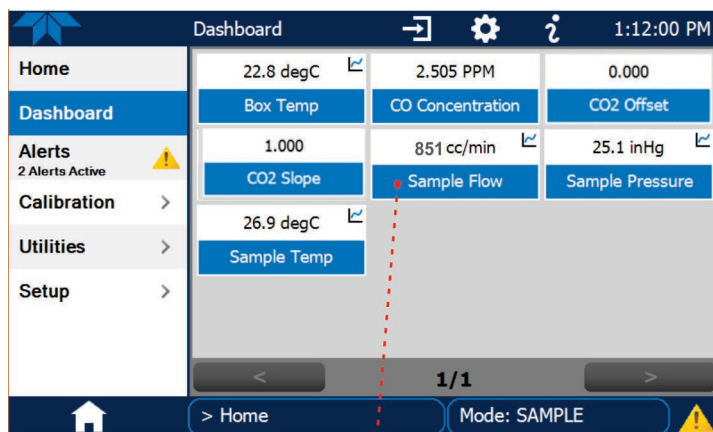 Dashboard
1:12:00 PM
Home
Dashboard
Alerts
2 Alerts Active
Calibration >
Utilities >
Setup >
22.8 degC
Box Temp
2.505 PPM
CO Concentration
0.000
CO2 Offset
1.000
CO2 Slope
851 cc/min
Sample Flow
25.1 inHg
Sample Pressure
26.9 degC
Sample Temp
< 1/1 >
> Home
Mode: SAMPLE